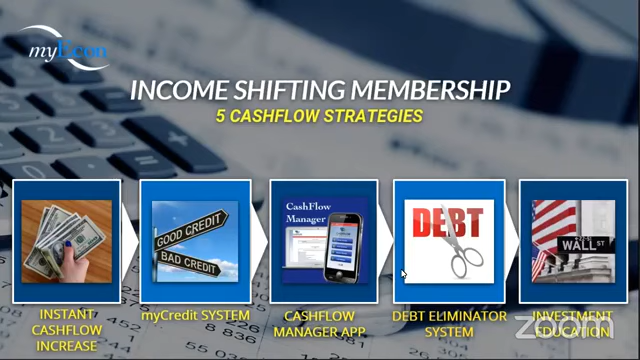 myEcon
INCOME SHIFTING MEMBERSHIP
5 CASHFLOW STRATEGIES
GOOD CREDIT
BAD CREDIT
CashFlow
Manager
DEBT
WALL ST
INSTANT
CASHFLOW
INCREASE
myCredit SYSTEM
CASHFLOW
MANAGER APP
DEBT ELIMINATOR
SYSTEM
INVESTMENT
EDUCATION
zoom